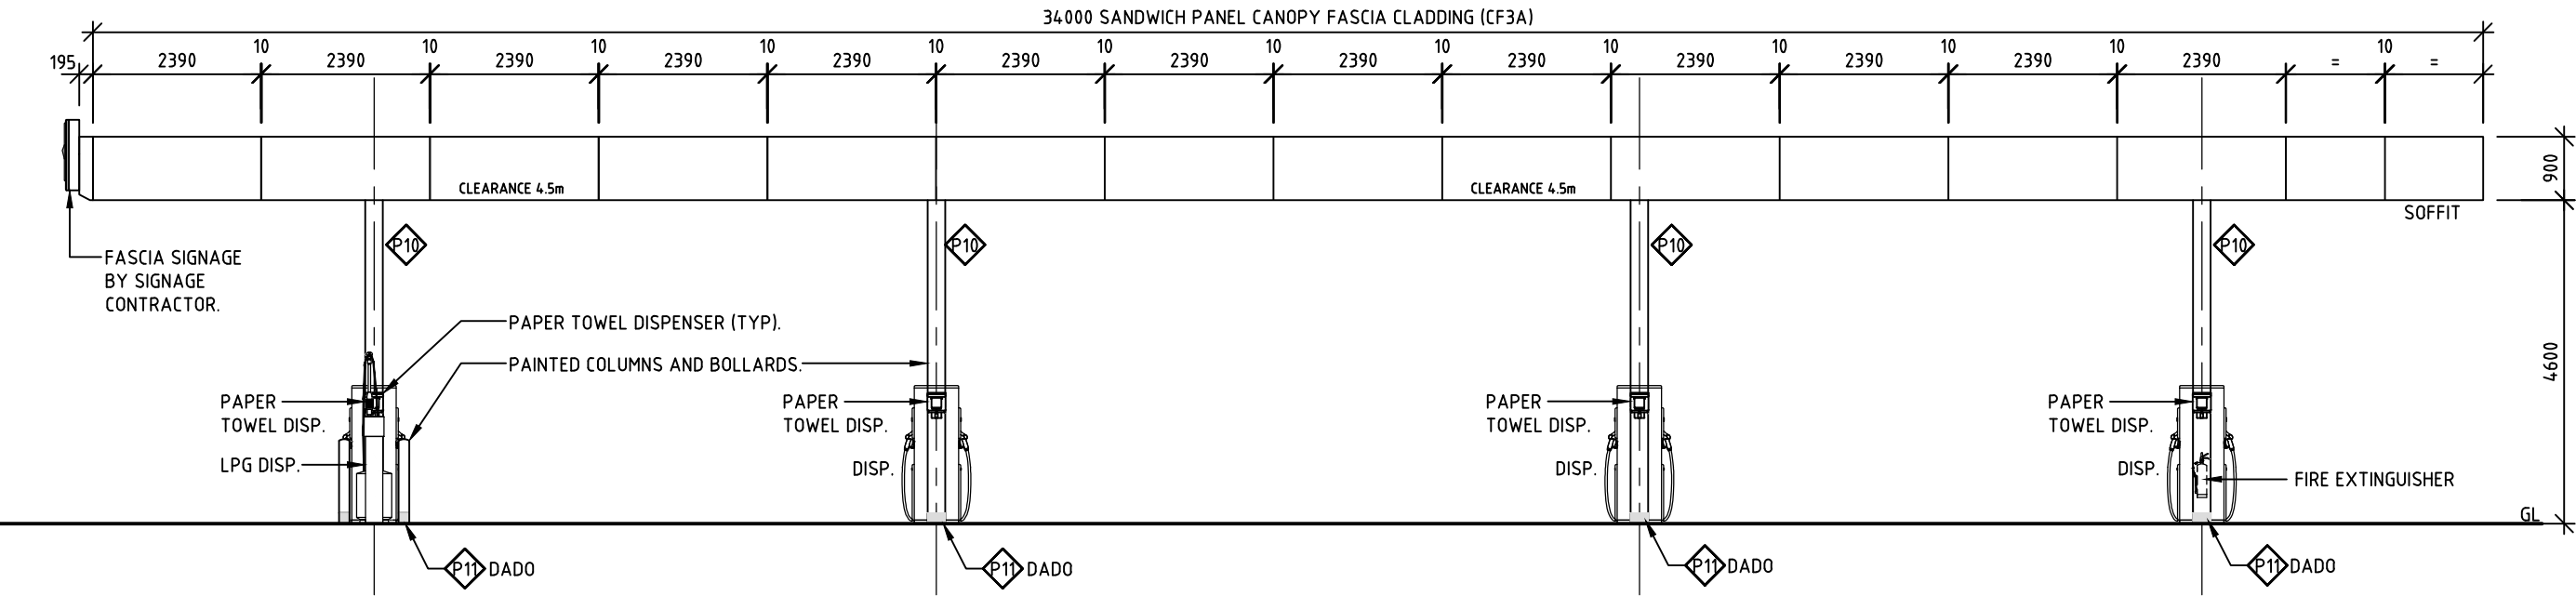 34000 SANDWICH PANEL CANOPY FASCIA CLADDING (CF3A)
10 10 10 10 10 10 10 10 10 10 10 10 10
195 2390 2390 2390 2390 2390 2390 2390 2390 2390 2390 2390 2390 2390 = =
900
CLEARANCE 4.5m
CLEARANCE 4.5m
SOFFIT
P10
P10
P10
P10
FASCIA SIGNAGE
BY SIGNAGE
CONTRACTOR.
PAPER TOWEL DISPENSER (TYP).
PAINTED COLUMNS AND BOLLARDS.
4600
PAPER
TOWEL DISP.
LPG DISP.
PAPER
TOWEL DISP.
DISP.
PAPER
TOWEL DISP.
DISP.
PAPER
TOWEL DISP.
DISP.
FIRE EXTINGUISHER
GL
P11 DADO
P11 DADO
P11 DADO
P11 DADO